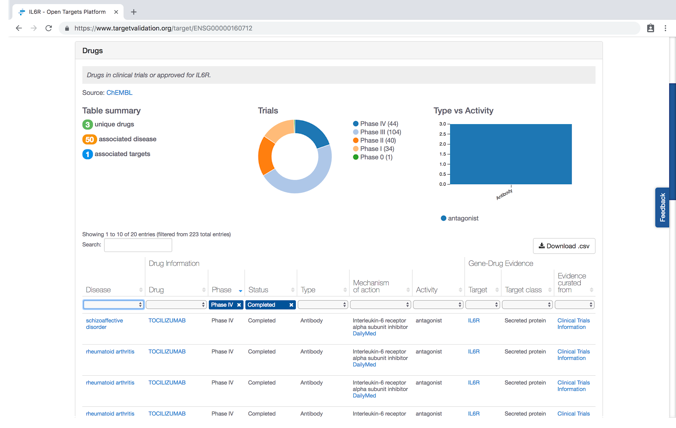 IL6R - Open Targets Platform
https://www.targetvalidation.org/target/ENSG00000160712
Drugs
Drugs in clinical trials or approved for IL6R.
Source: ChEMBL
Table summary
3 unique drugs
50 associated disease
1 associated targets
Trials
Phase IV (44)
Phase III (104)
Phase II (40)
Phase I (34)
Phase 0 (1)
Type vs Activity
3.0
2.5
2.0
1.5
1.0
0.5
0.0
Antibody
antagonist
Feedback
Showing 1 to 10 of 20 entries (filtered from 223 total entries)
Search:
Download .csv
Drug Information Gene-Drug Evidence
Disease Drug Phase Status Type Mechanism of action Activity Target Target class Evidence curated from
Phase IV × Completed ×
schizoaffective disorder TOCILIZUMAB Phase IV Completed Antibody Interleukin-6 receptor alpha subunit inhibitor DailyMed antagonist IL6R Secreted protein Clinical Trials Information
rheumatoid arthritis TOCILIZUMAB Phase IV Completed Antibody Interleukin-6 receptor alpha subunit inhibitor DailyMed antagonist IL6R Secreted protein Clinical Trials Information
rheumatoid arthritis TOCILIZUMAB Phase IV Completed Antibody Interleukin-6 receptor alpha subunit inhibitor DailyMed antagonist IL6R Secreted protein Clinical Trials Information
rheumatoid arthritis TOCILIZUMAB Phase IV Completed Antibody Interleukin-6 receptor antagonist IL6R Secreted protein Clinical Trials